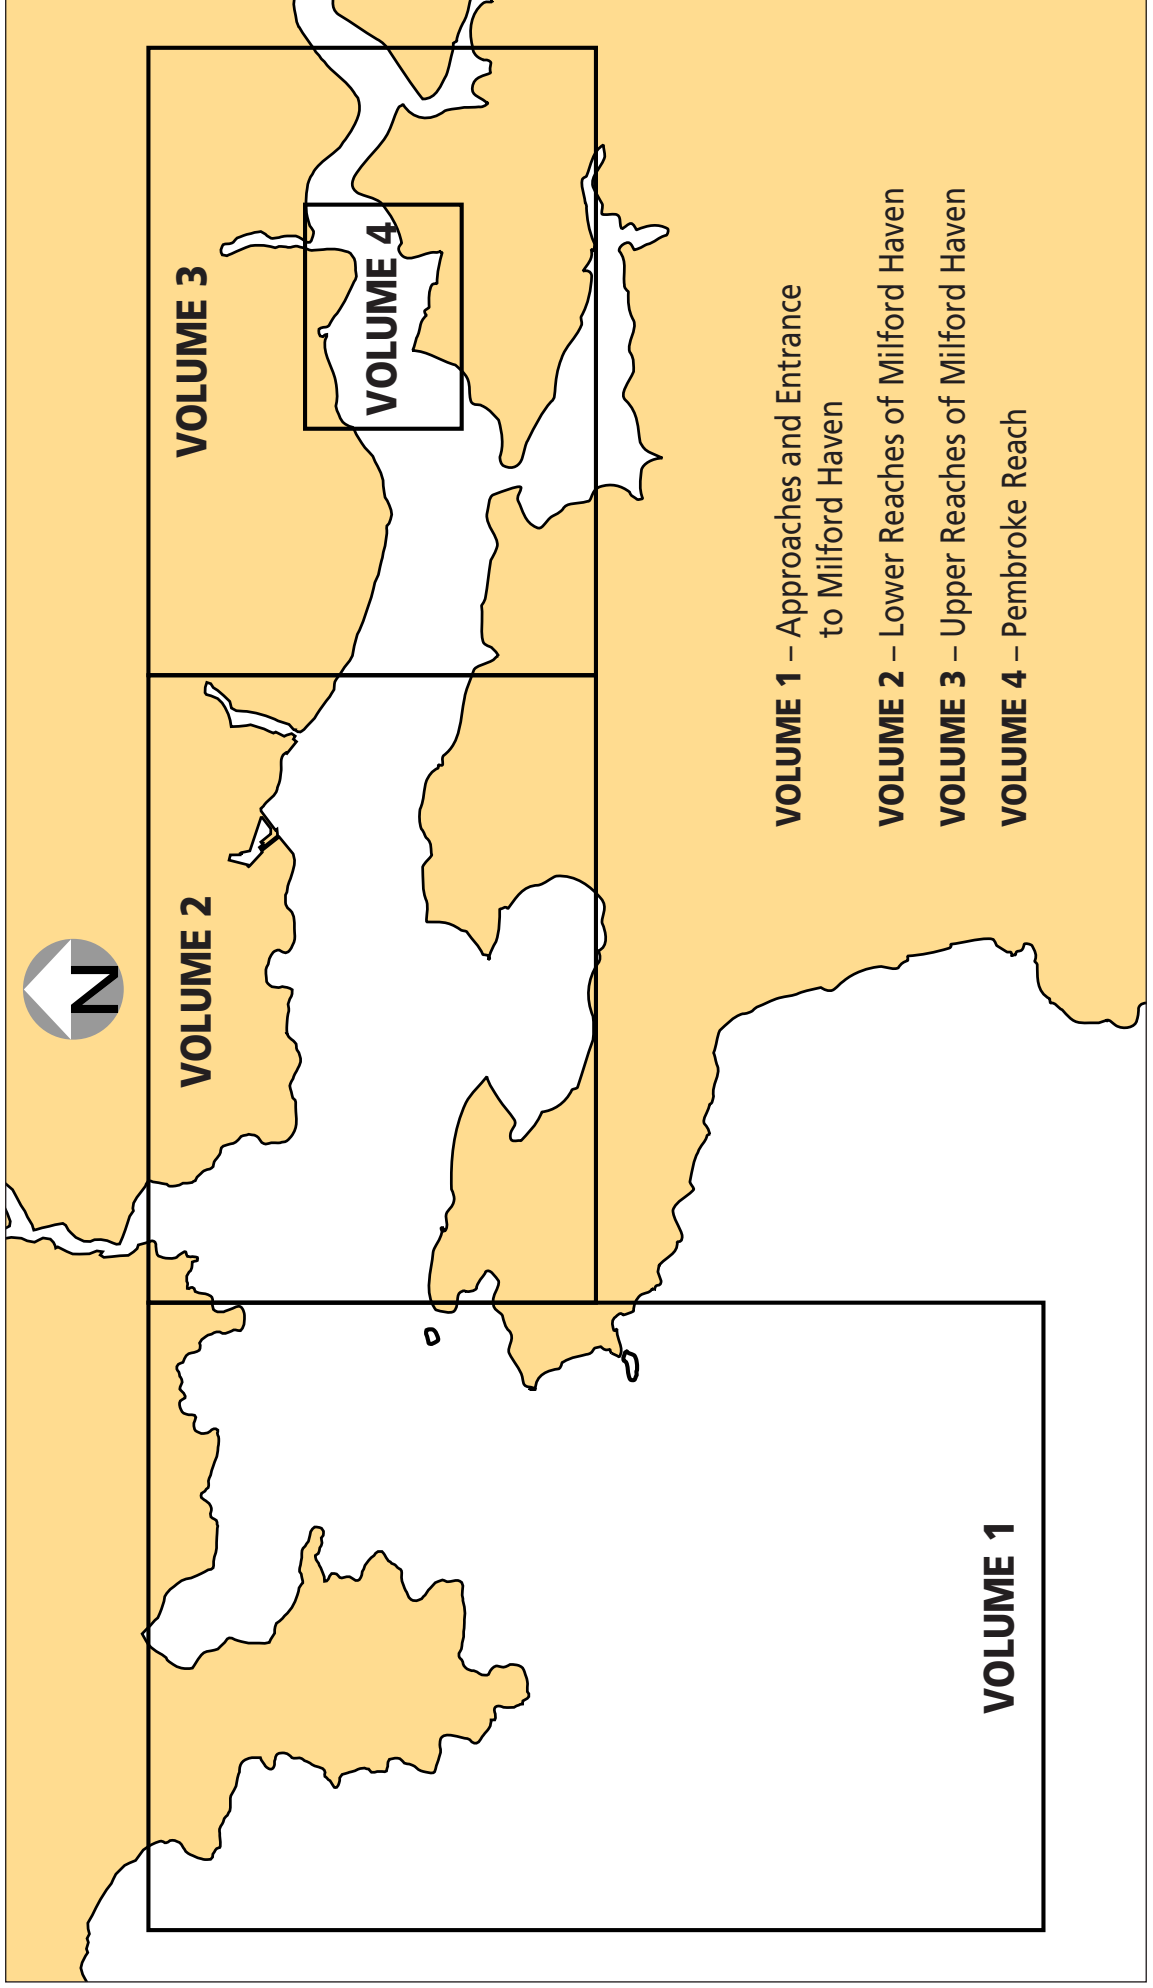 N
VOLUME 3
VOLUME 2
VOLUME 4
VOLUME 1
VOLUME 1 – Approaches and Entrance
to Milford Haven
VOLUME 2 – Lower Reaches of Milford Haven
VOLUME 3 – Upper Reaches of Milford Haven
VOLUME 4 – Pembroke Reach